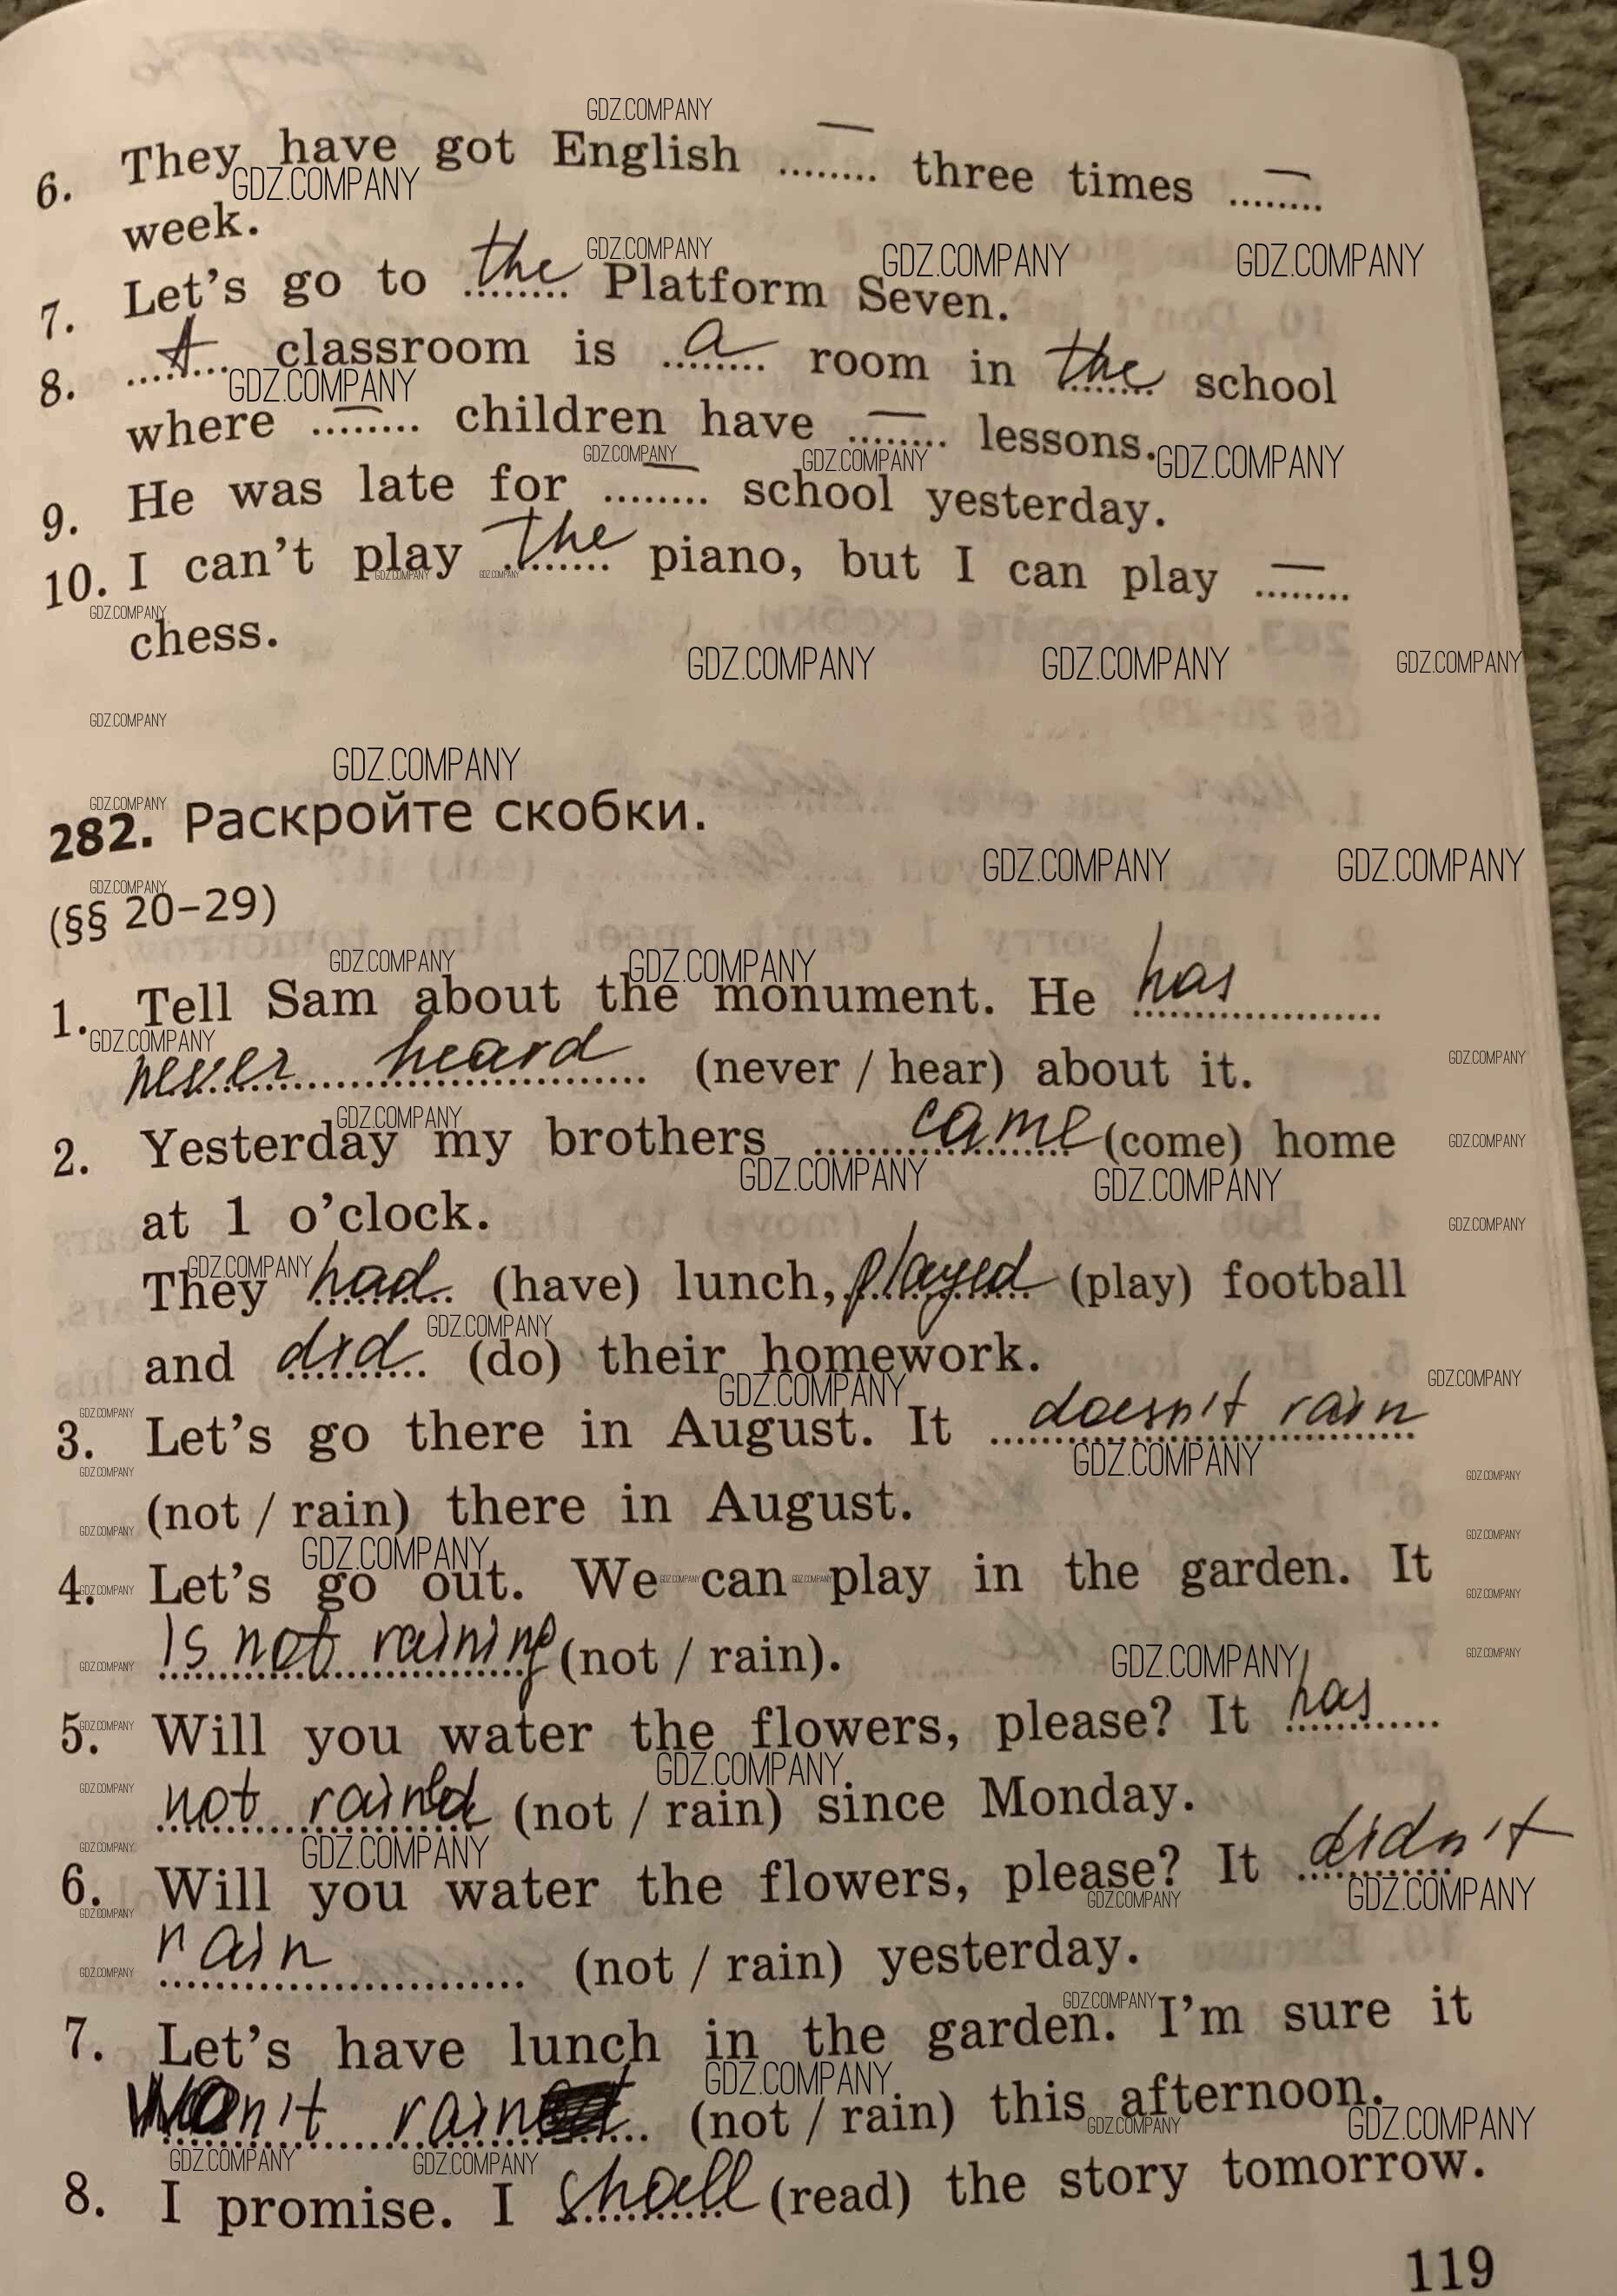 6. They have got English ........ — three times ........ —
week.
7. Let's go to the Platform Seven.
8. A classroom is a room in the school
where ........ — children have ........ — lessons.
9. He was late for ........ — school yesterday.
10. I can't play the piano, but I can play ........ —
chess.
282. Раскройте скобки.
(§§ 20–29)
1. Tell Sam about the monument. He has
never heard (never / hear) about it.
2. Yesterday my brothers came (come) home
at 1 o'clock.
They had (have) lunch, played (play) football
and did (do) their homework.
3. Let's go there in August. It doesn't rain
(not / rain) there in August.
4. Let's go out. We can play in the garden. It
is not raining (not / rain).
5. Will you water the flowers, please? It has
not rained (not / rain) since Monday.
6. Will you water the flowers, please? It didn't
rain (not / rain) yesterday.
7. Let's have lunch in the garden. I'm sure it
won't rain (not / rain) this afternoon.
8. I promise. I shall (read) the story tomorrow.
119
GDZ.COMPANY